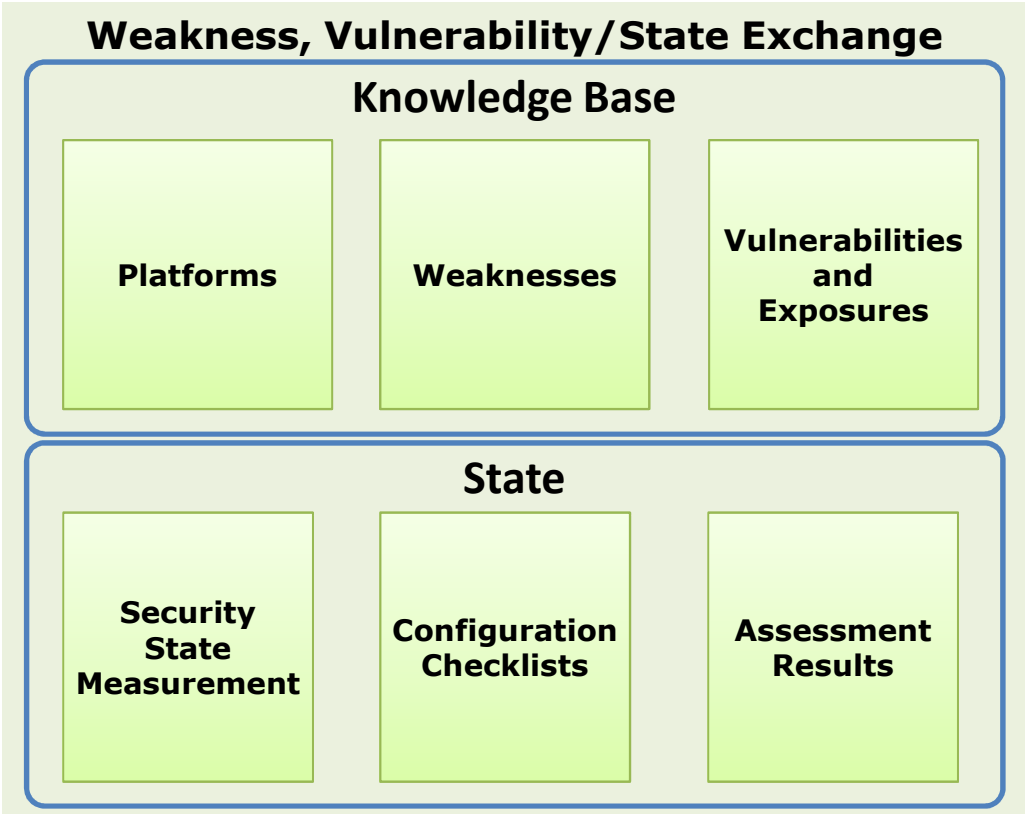 Weakness, Vulnerability/State Exchange
Knowledge Base
Platforms
Weaknesses
Vulnerabilities
and
Exposures
State
Security
State
Measurement
Configuration
Checklists
Assessment
Results